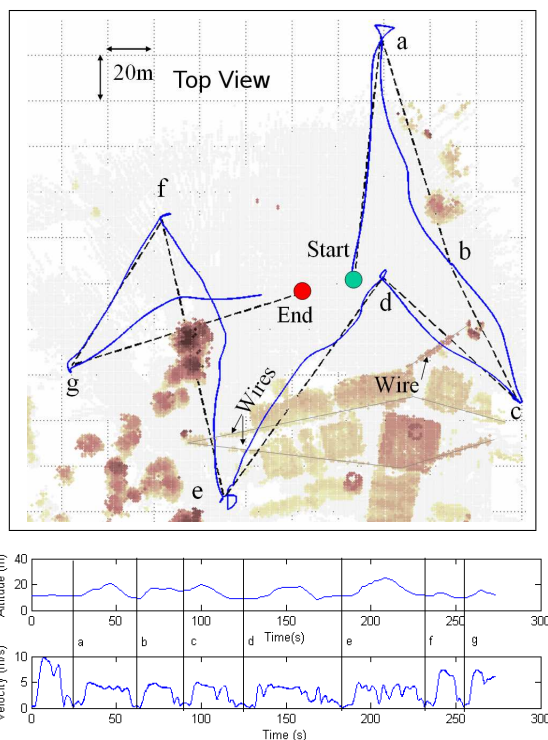 a
20m
Top View
f
Start
b
d
End
g
Wires
Wire
c
e
Altitude (m)
40
20
0
0 50 100 150 200 250 300
a b c d Time(s) e f g
Velocity (m/s)
10
5
0
0 50 100 150 200 250 300
Time (s)